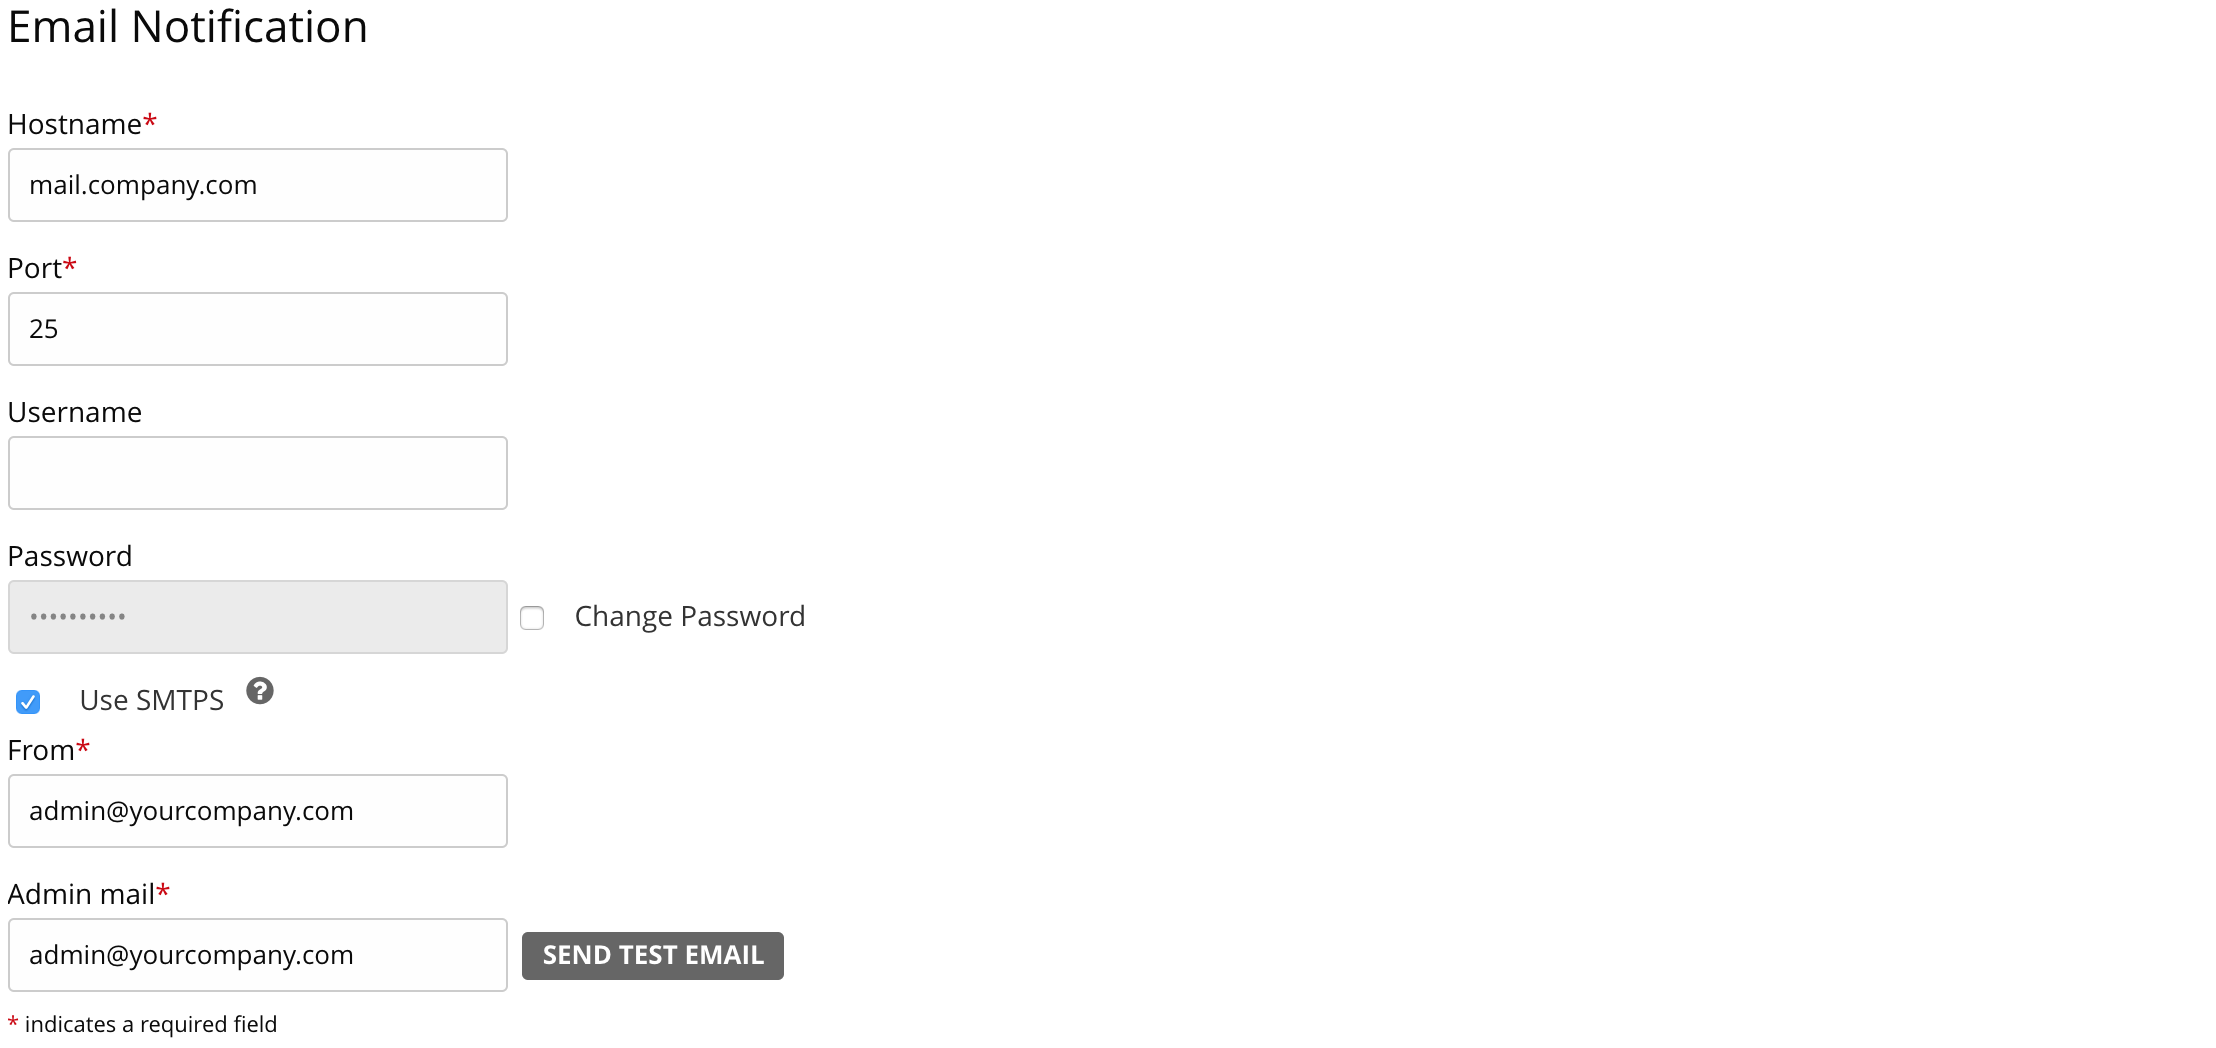 Email Notification
Hostname*
mail.company.com
Port*
25
Username
Password
••••••••••
Change Password
Use SMTPS ?
From*
admin@yourcompany.com
Admin mail*
admin@yourcompany.com
SEND TEST EMAIL
* indicates a required field